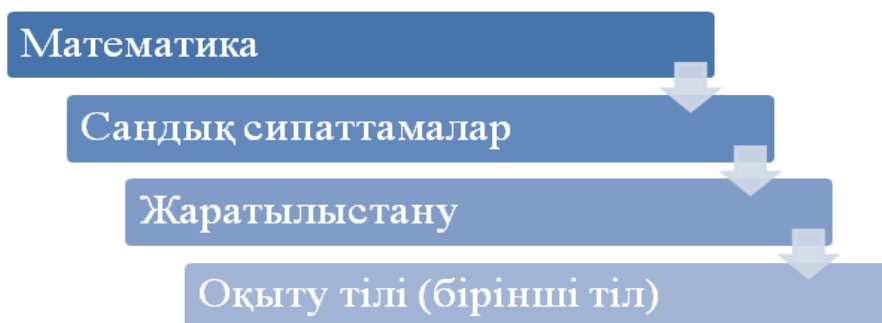 Математика
Сандық сипаттамалар
Жаратылыстану
Оқыту тілі (бірінші тіл)